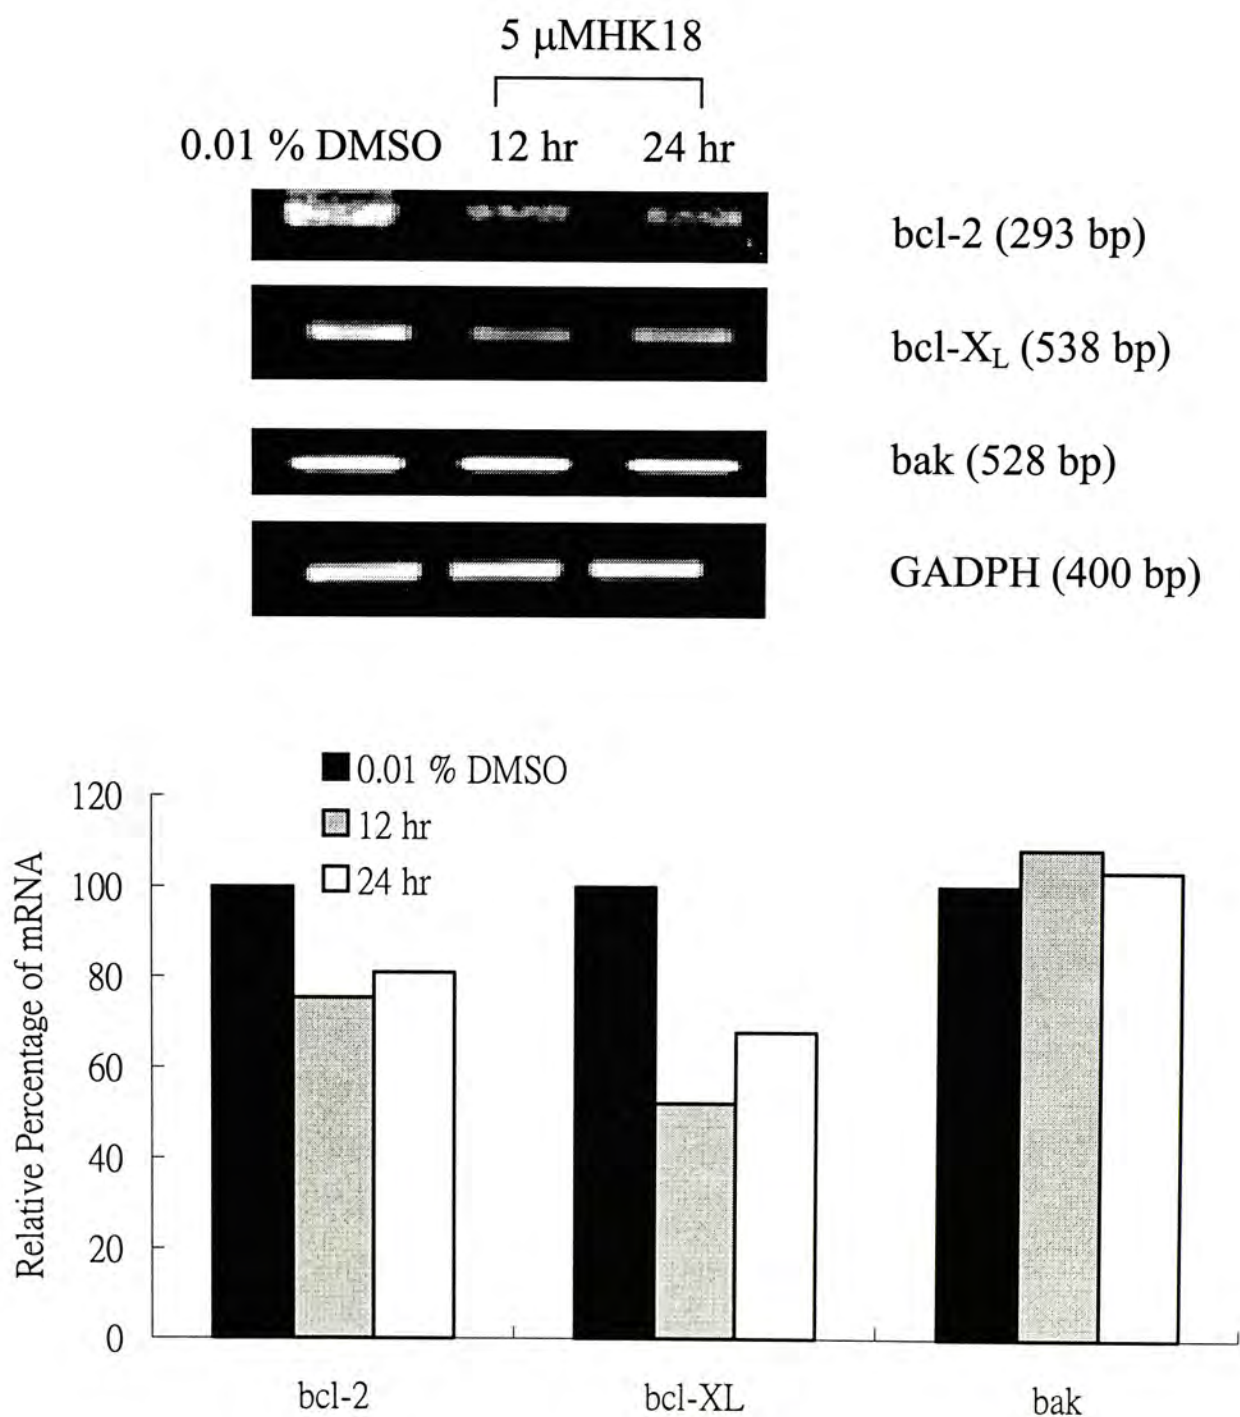 5 μMHK18
0.01 % DMSO 12 hr 24 hr
bcl-2 (293 bp)
bcl-XL (538 bp)
bak (528 bp)
GADPH (400 bp)
0.01 % DMSO
12 hr
24 hr
Relative Percentage of mRNA
120
100
80
60
40
20
0
bcl-2 bcl-XL bak